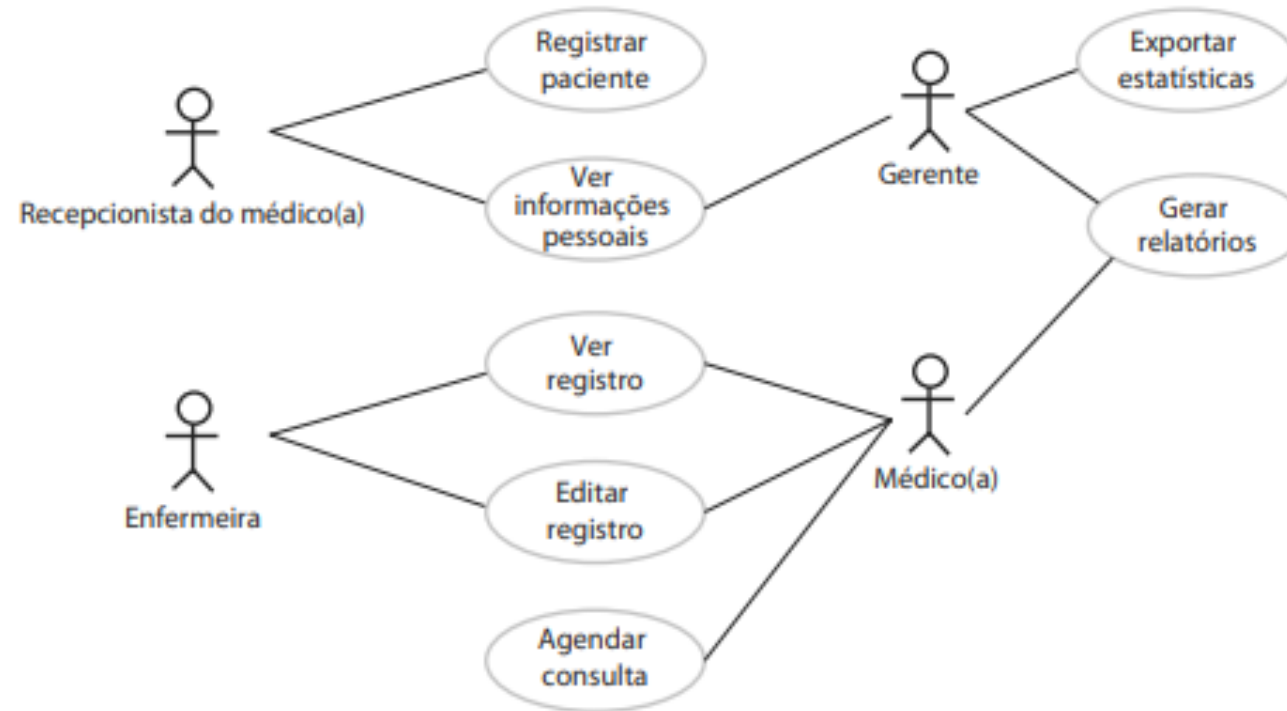 Registrar
paciente
Exportar
estatísticas
Recepcionista do médico(a)
Ver
informações
pessoais
Gerente
Gerar
relatórios
Ver
registro
Enfermeira
Editar
registro
Médico(a)
Agendar
consulta